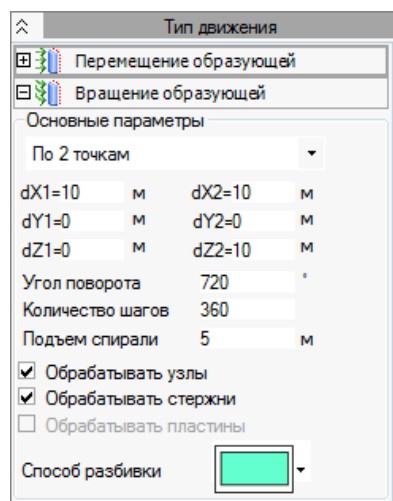 Тип движения
Перемещение образующей
Вращение образующей
Основные параметры
По 2 точкам
dX1=10 м dX2=10 м
dY1=0 м dY2=0 м
dZ1=0 м dZ2=10 м
Угол поворота 720 °
Количество шагов 360
Подъем спирали 5 м
Обрабатывать узлы
Обрабатывать стержни
Обрабатывать пластины
Способ разбивки